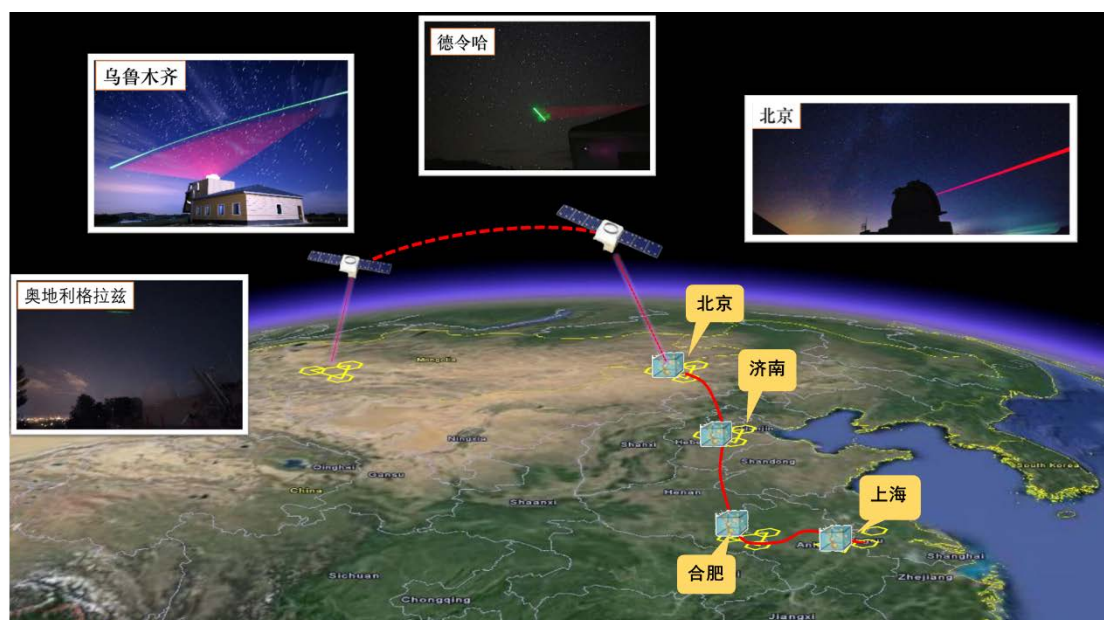 德令哈
乌鲁木齐
北京
奥地利格拉兹
北京
Mongolia
济南
Ningxia
Shanxi
Hebei
Qinghai
Gansu
Shandong
South Korea
China
Shaanxi
Henan
上海
Shanghai
合肥
Sichuan
Zhejiang
Chongqing
Jiangxi